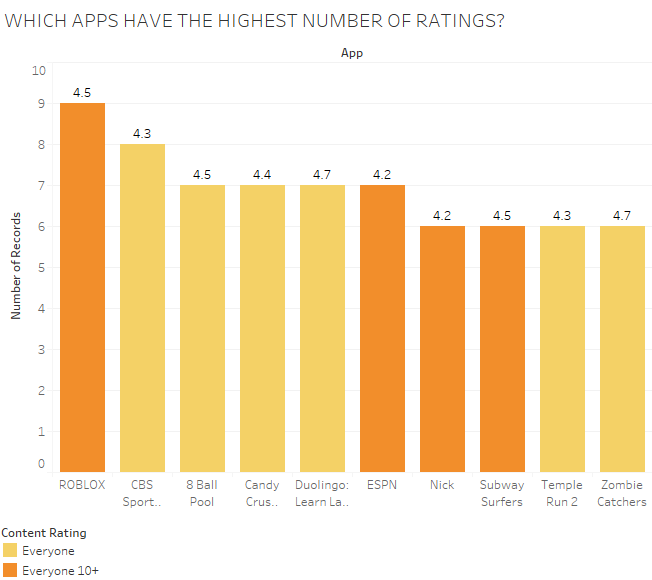 WHICH APPS HAVE THE HIGHEST NUMBER OF RATINGS?
App
Number of Records
10
9
8
7
6
5
4
3
2
1
0
4.5
4.3
4.5
4.4
4.7
4.2
4.2
4.5
4.3
4.7
ROBLOX
CBS
Sport..
8 Ball
Pool
Candy
Crus..
Duolingo:
Learn La..
ESPN
Nick
Subway
Surfers
Temple
Run 2
Zombie
Catchers
Content Rating
Everyone
Everyone 10+